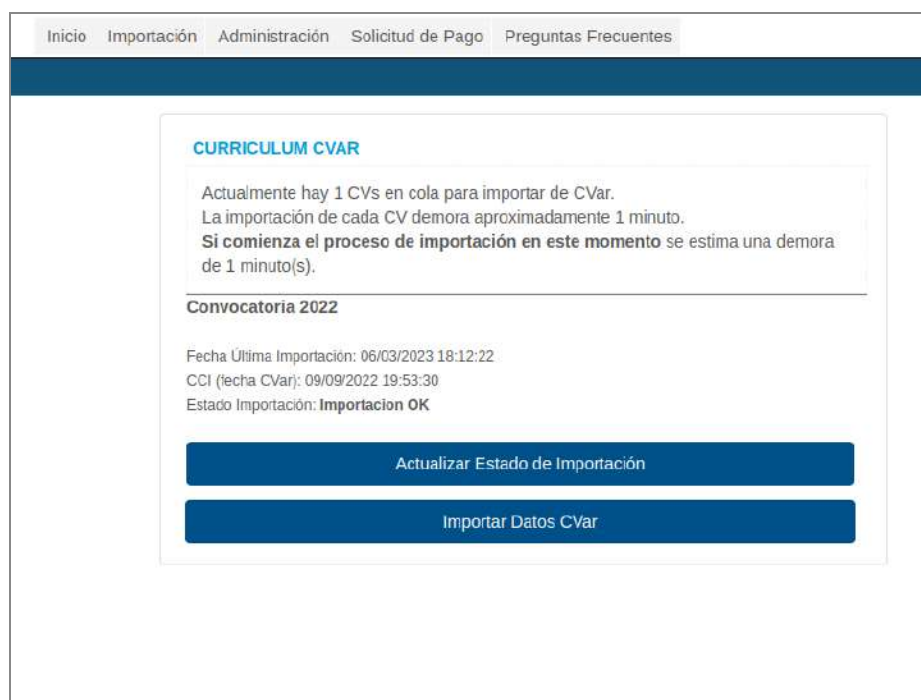 Inicio Importación Administración Solicitud de Pago Preguntas Frecuentes
CURRICULUM CVAR
Actualmente hay 1 CVs en cola para importar de CVar.
La importación de cada CV demora aproximadamente 1 minuto.
Si comienza el proceso de importación en este momento se estima una demora
de 1 minuto(s).
Convocatoria 2022
Fecha Última Importación: 06/03/2023 18:12:22
CCI (fecha CVar): 09/09/2022 19:53:30
Estado Importación: Importacion OK
Actualizar Estado de Importación
Importar Datos CVar